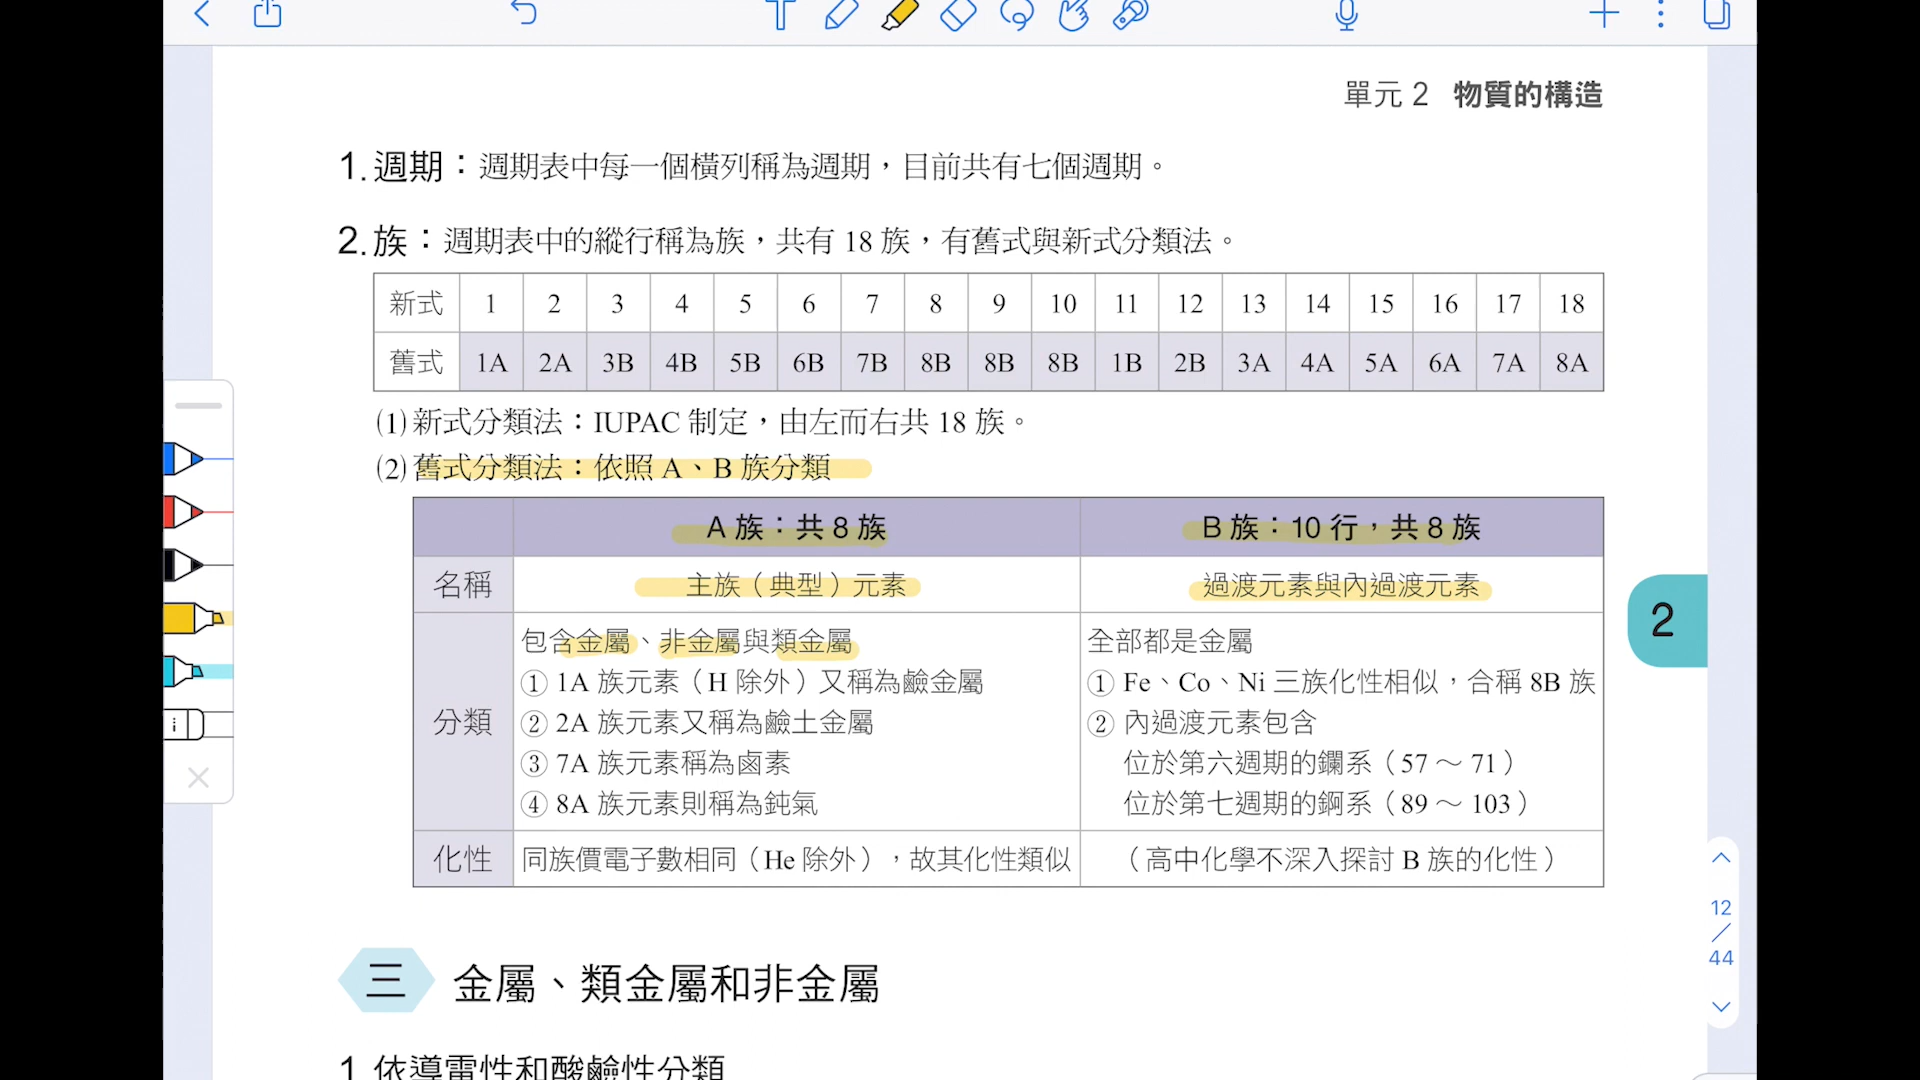 單元 2 物質的構造
1. 週期：週期表中每一個橫列稱為週期，目前共有七個週期。
2. 族：週期表中的縱行稱為族，共有 18 族，有舊式與新式分類法。
新式 1 2 3 4 5 6 7 8 9 10 11 12 13 14 15 16 17 18
舊式 1A 2A 3B 4B 5B 6B 7B 8B 8B 8B 1B 2B 3A 4A 5A 6A 7A 8A
(1) 新式分類法：IUPAC 制定，由左而右共 18 族。
(2) 舊式分類法：依照 A、B 族分類
A 族：共 8 族 B 族：10 行，共 8 族
名稱 主族（典型）元素 過渡元素與內過渡元素
分類
包含金屬、非金屬與類金屬
① 1A 族元素（H 除外）又稱為鹼金屬
② 2A 族元素又稱為鹼土金屬
③ 7A 族元素稱為鹵素
④ 8A 族元素則稱為鈍氣
全部都是金屬
① Fe、Co、Ni 三族化性相似，合稱 8B 族
② 內過渡元素包含
位於第六週期的鑭系（57～71）
位於第七週期的錒系（89～103）
化性 同族價電子數相同（He 除外），故其化性類似 （高中化學不深入探討 B 族的化性）
2
三 金屬、類金屬和非金屬
1 依導電性和酸鹼性分類
12
/
44